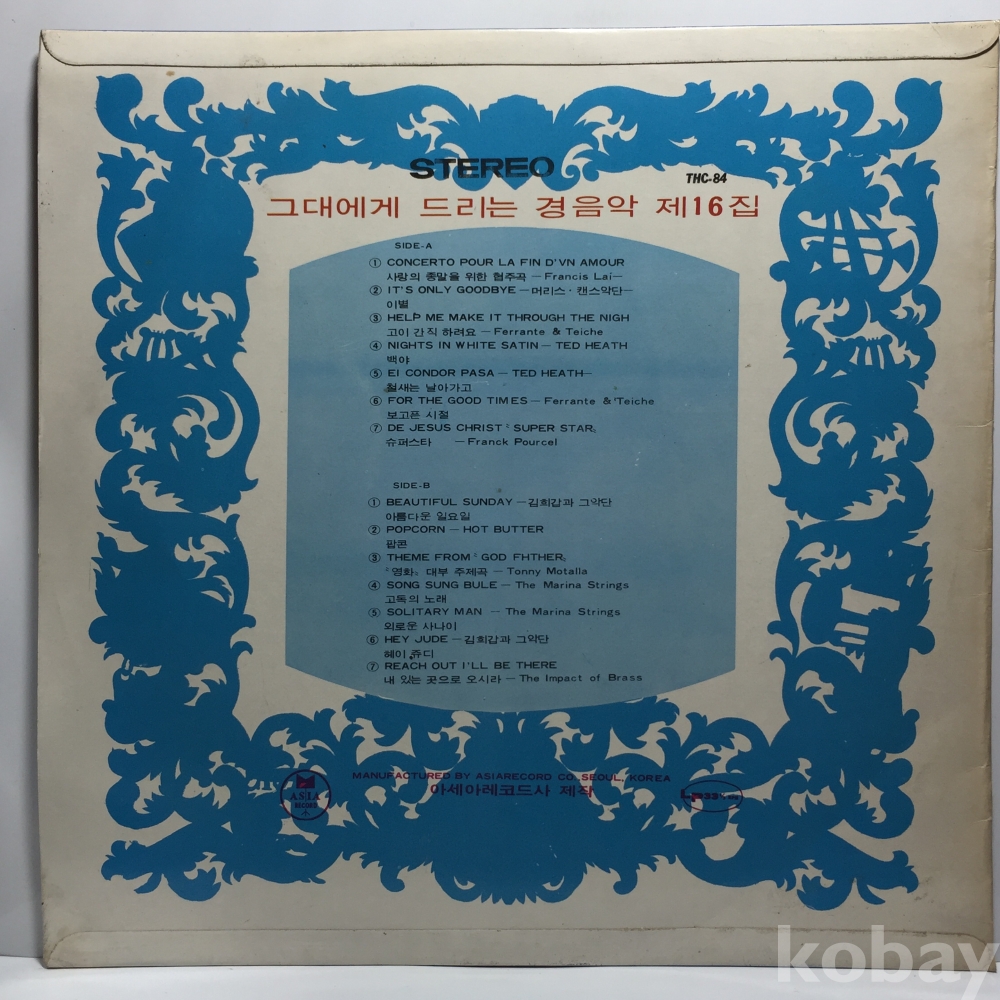 STEREO
THC-84
그대에게 드리는 경음악 제16집
SIDE-A
① CONCERTO POUR LA FIN D'VN AMOUR
사랑의 종말을 위한 협주곡 — Francis Lai —
② IT'S ONLY GOODBYE — 머리스 · 캔스악단 —
이별
③ HELP ME MAKE IT THROUGH THE NIGH
고이 간직 하려요 — Ferrante & Teiche
④ NIGHTS IN WHITE SATIN — TED HEATH
백야
⑤ EI CONDOR PASA — TED HEATH —
철새는 날아가고
⑥ FOR THE GOOD TIMES — Ferrante & Teiche
보고픈 시절
⑦ DE JESUS CHRIST 『SUPER STAR』
슈퍼스타 — Franck Pourcel
SIDE-B
① BEAUTIFUL SUNDAY — 김희갑과 그악단
아름다운 일요일
② POPCORN — HOT BUTTER
팝콘
③ THEME FROM 『GOD FHTHER』
『영화』 대부 주제곡 — Tonny Motalla
④ SONG SUNG BULE — The Marina Strings
고독의 노래
⑤ SOLITARY MAN — The Marina Strings
외로운 사나이
⑥ HEY JUDE — 김희갑과 그악단
헤이 쥬디
⑦ REACH OUT I'LL BE THERE
내 있는 곳으로 오시라 — The Impact of Brass
MANUFACTURED BY ASIARECORD CO. SEOUL, KOREA
아세아레코드사 제작
ASIA
RECORD
LP 33⅓
kobay